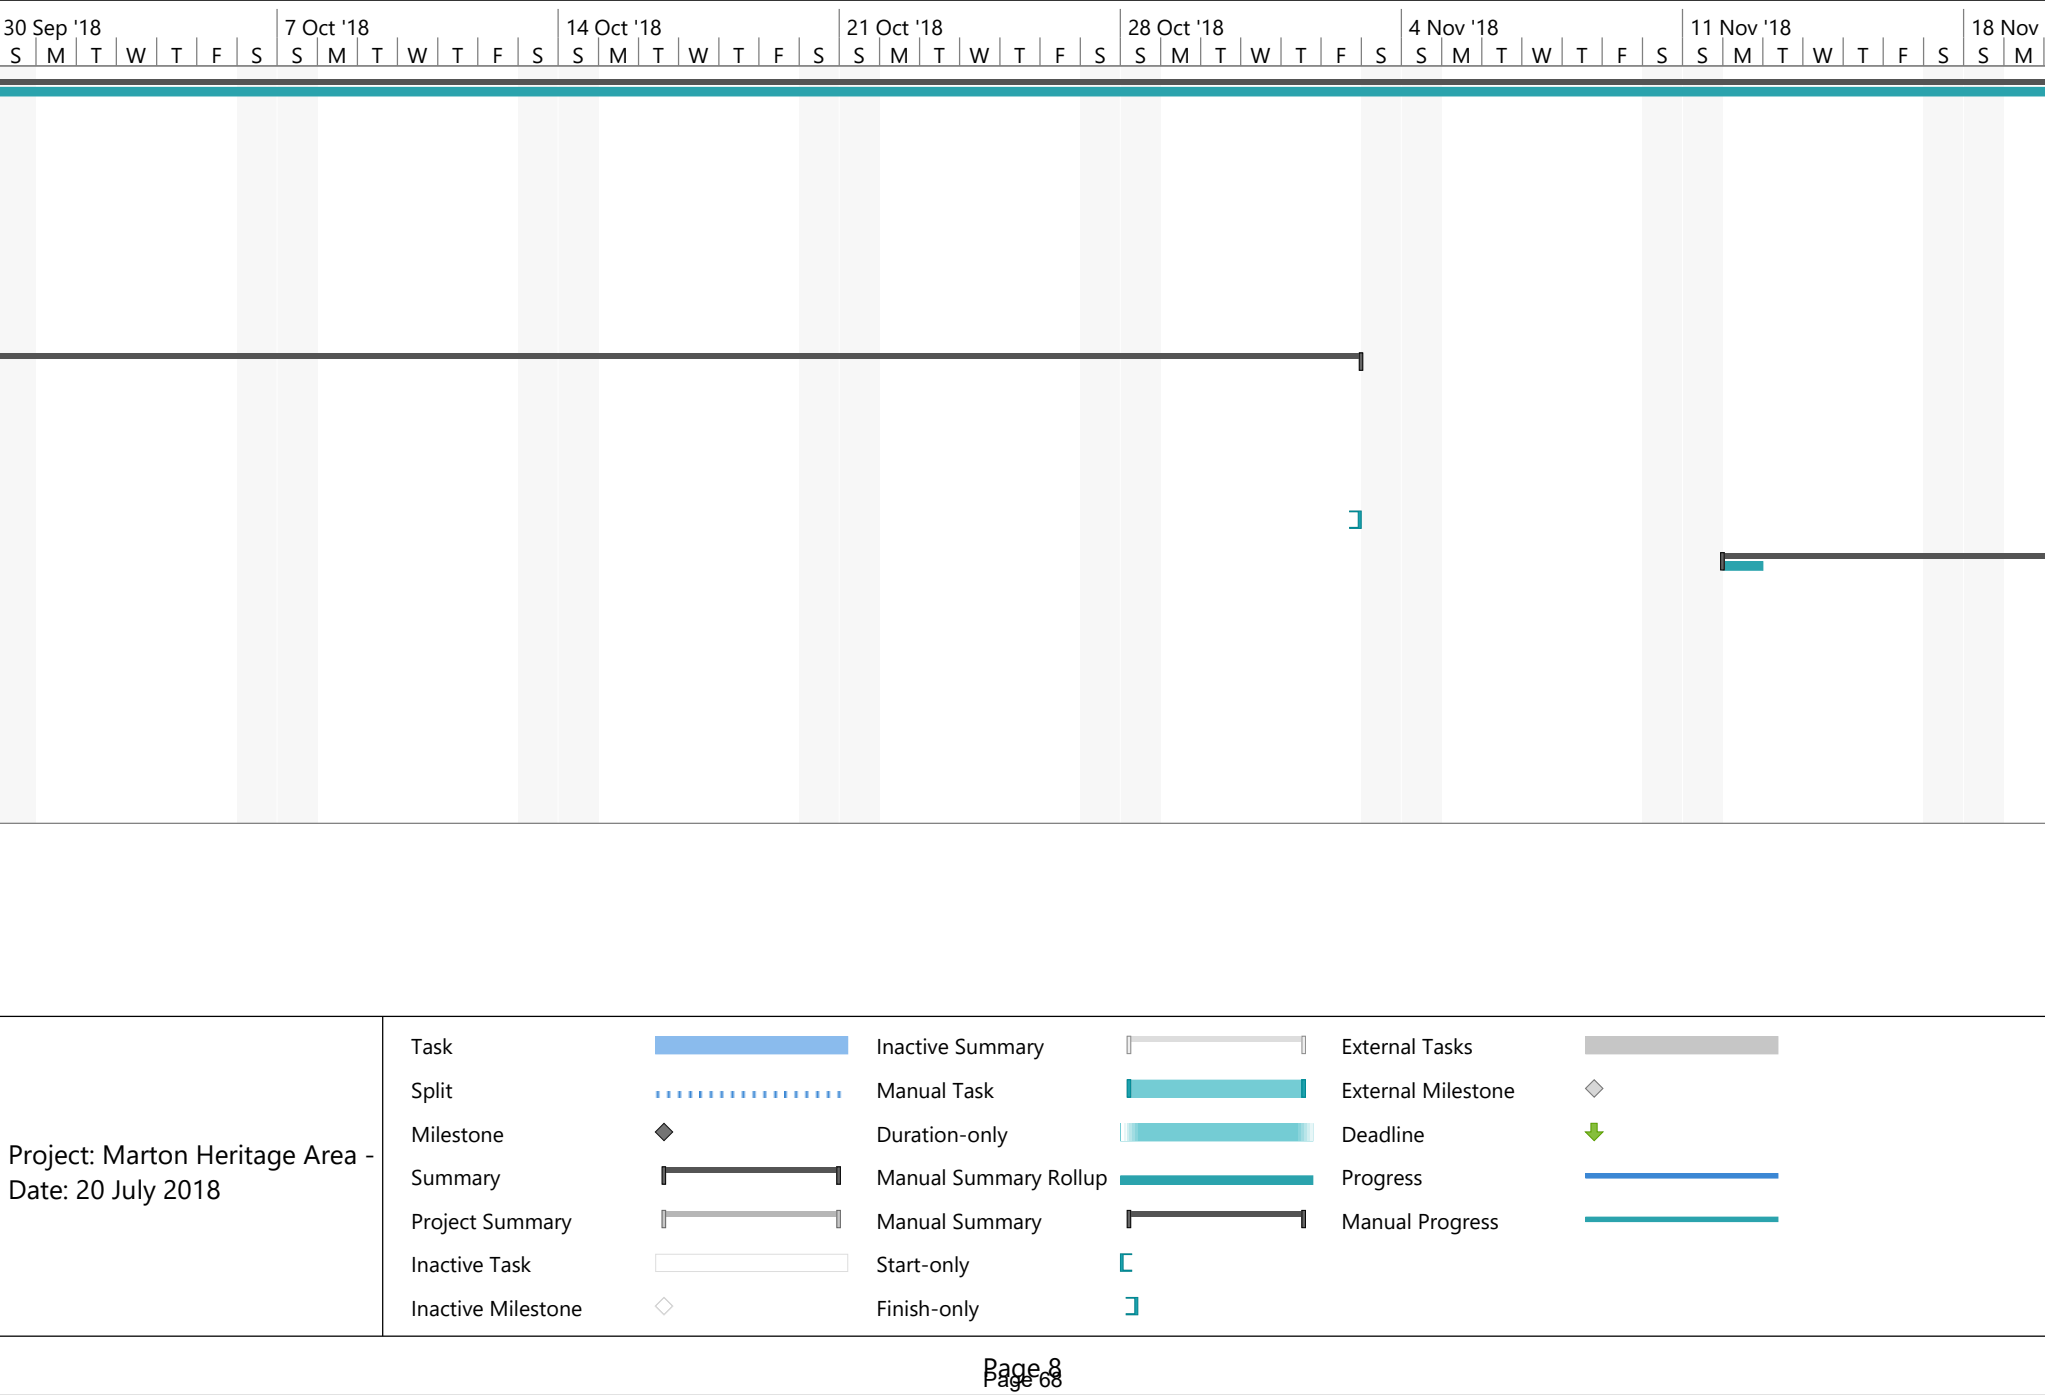 30 Sep '18 7 Oct '18 14 Oct '18 21 Oct '18 28 Oct '18 4 Nov '18 11 Nov '18 18 Nov
S M T W T F S S M T W T F S S M T W T F S S M T W T F S S M T W T F S S M T W T F S S M T W T F S S M
Task Inactive Summary External Tasks
Split Manual Task External Milestone
Milestone Duration-only Deadline
Project: Marton Heritage Area -
Date: 20 July 2018
Summary Manual Summary Rollup Progress
Project Summary Manual Summary Manual Progress
Inactive Task Start-only
Inactive Milestone Finish-only
Page 8
Page 68